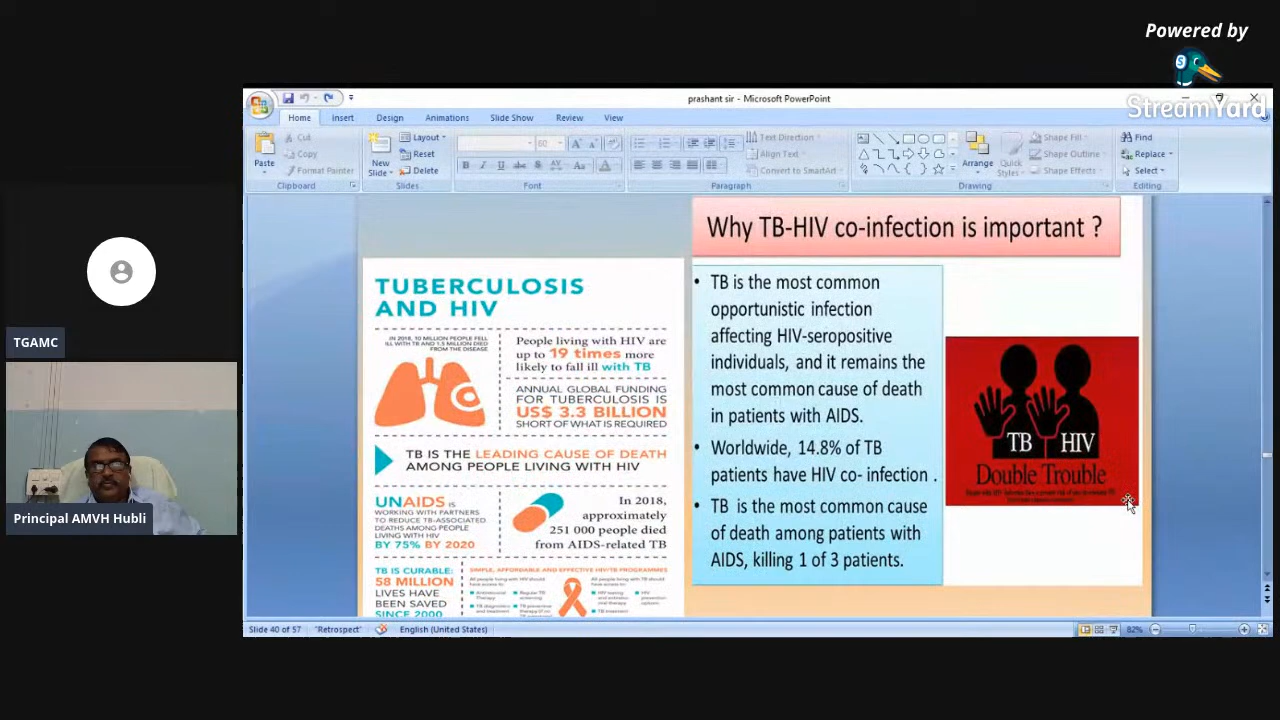 Powered by
StreamYard
prashant sir - Microsoft PowerPoint
Home Insert Design Slide Show Animations Review View
Cut
Copy
Format Painter
Paste
Clipboard
New
Slide
Layout
Reset
Delete
Slides
Font
Text Direction
Align Text
Convert to SmartArt
Paragraph
Arrange
Quick
Styles
Shape Fill
Shape Outline
Shape Effects
Drawing
Find
Replace
Select
Editing
TGAMC
Principal AMVH Hubli
TUBERCULOSIS
AND HIV
IN 2018, 10 MILLION PEOPLE FELL
ILL WITH TB AND 1.5 MILLION DIED
FROM THE DISEASE
People living with HIV are
up to 19 times more
likely to fall ill with TB
ANNUAL GLOBAL FUNDING
FOR TUBERCULOSIS IS
US$ 3.3 BILLION
SHORT OF WHAT IS REQUIRED
TB IS THE LEADING CAUSE OF DEATH
AMONG PEOPLE LIVING WITH HIV
UNAIDS IS
WORKING WITH PARTNERS
TO REDUCE TB-ASSOCIATED
DEATHS AMONG PEOPLE
LIVING WITH HIV
BY 75% BY 2020
In 2018,
approximately
251 000 people died
from AIDS-related TB
TB IS CURABLE:
58 MILLION
LIVES HAVE
BEEN SAVED
SINCE 2000
SIMPLE, AFFORDABLE AND EFFECTIVE HIV/TB PROGRAMMES
Why TB-HIV co-infection is important ?
• TB is the most common
opportunistic infection
affecting HIV-seropositive
individuals, and it remains the
most common cause of death
in patients with AIDS.
• Worldwide, 14.8% of TB
patients have HIV co- infection .
• TB is the most common cause
of death among patients with
AIDS, killing 1 of 3 patients.
TB HIV
Double Trouble
Slide 40 of 57 "Retrospect" English (United States) 82%